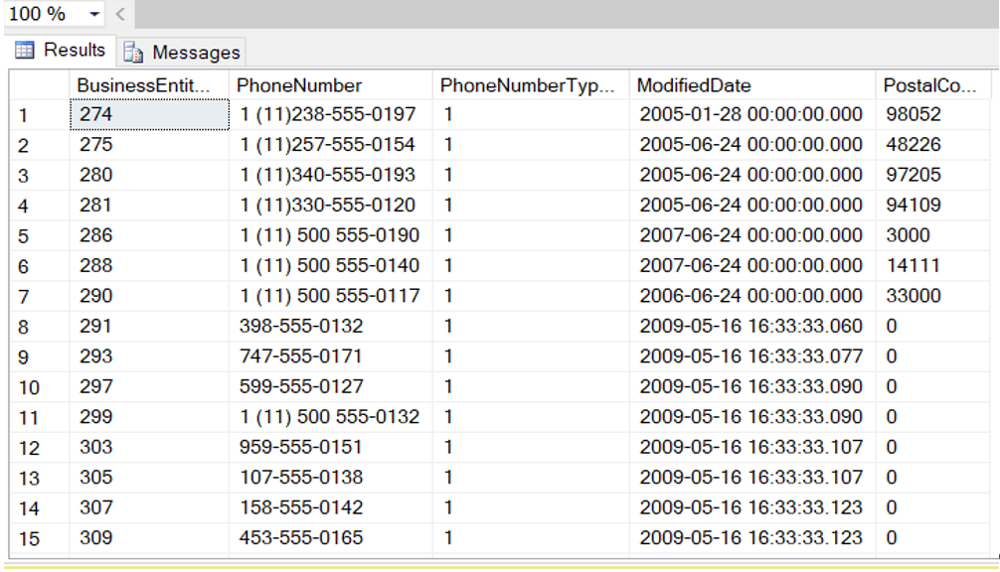 100 %
Results Messages
BusinessEntit... PhoneNumber PhoneNumberTyp... ModifiedDate PostalCo...
1 274 1 (11)238-555-0197 1 2005-01-28 00:00:00.000 98052
2 275 1 (11)257-555-0154 1 2005-06-24 00:00:00.000 48226
3 280 1 (11)340-555-0193 1 2005-06-24 00:00:00.000 97205
4 281 1 (11)330-555-0120 1 2005-06-24 00:00:00.000 94109
5 286 1 (11) 500 555-0190 1 2007-06-24 00:00:00.000 3000
6 288 1 (11) 500 555-0140 1 2007-06-24 00:00:00.000 14111
7 290 1 (11) 500 555-0117 1 2006-06-24 00:00:00.000 33000
8 291 398-555-0132 1 2009-05-16 16:33:33.060 0
9 293 747-555-0171 1 2009-05-16 16:33:33.077 0
10 297 599-555-0127 1 2009-05-16 16:33:33.090 0
11 299 1 (11) 500 555-0132 1 2009-05-16 16:33:33.090 0
12 303 959-555-0151 1 2009-05-16 16:33:33.107 0
13 305 107-555-0138 1 2009-05-16 16:33:33.107 0
14 307 158-555-0142 1 2009-05-16 16:33:33.123 0
15 309 453-555-0165 1 2009-05-16 16:33:33.123 0